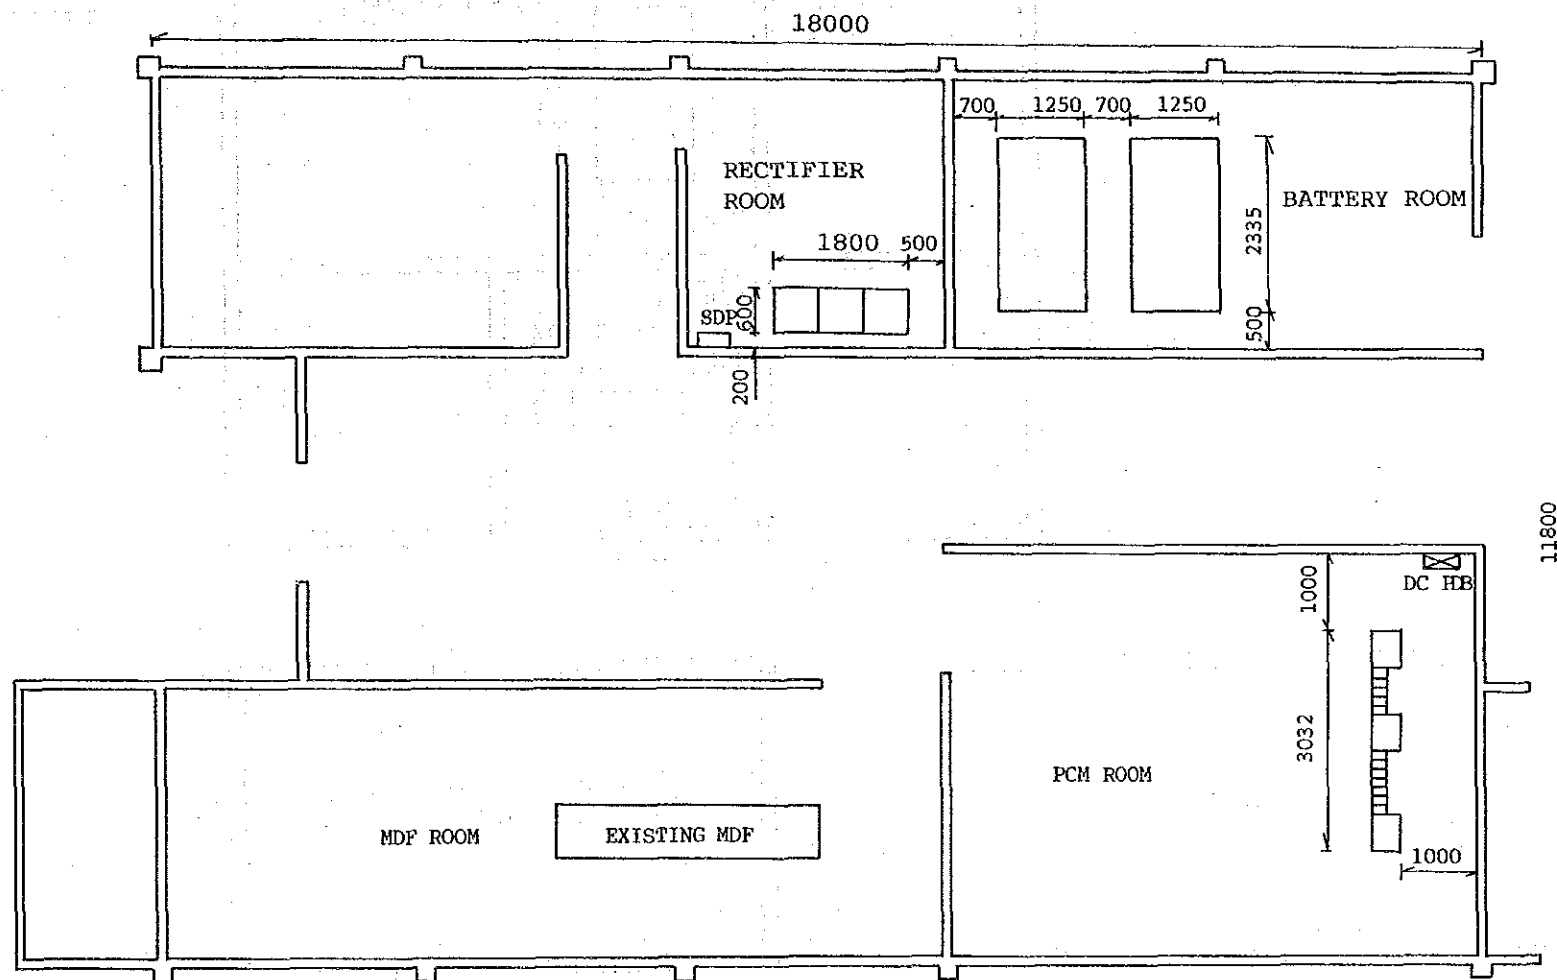 18000
700
1250
700
1250
RECTIFIER
ROOM
BATTERY ROOM
2335
1800
500
600
SDP
500
200
11800
1000
DC HDB
3032
PCM ROOM
MDF ROOM
EXISTING MDF
1000